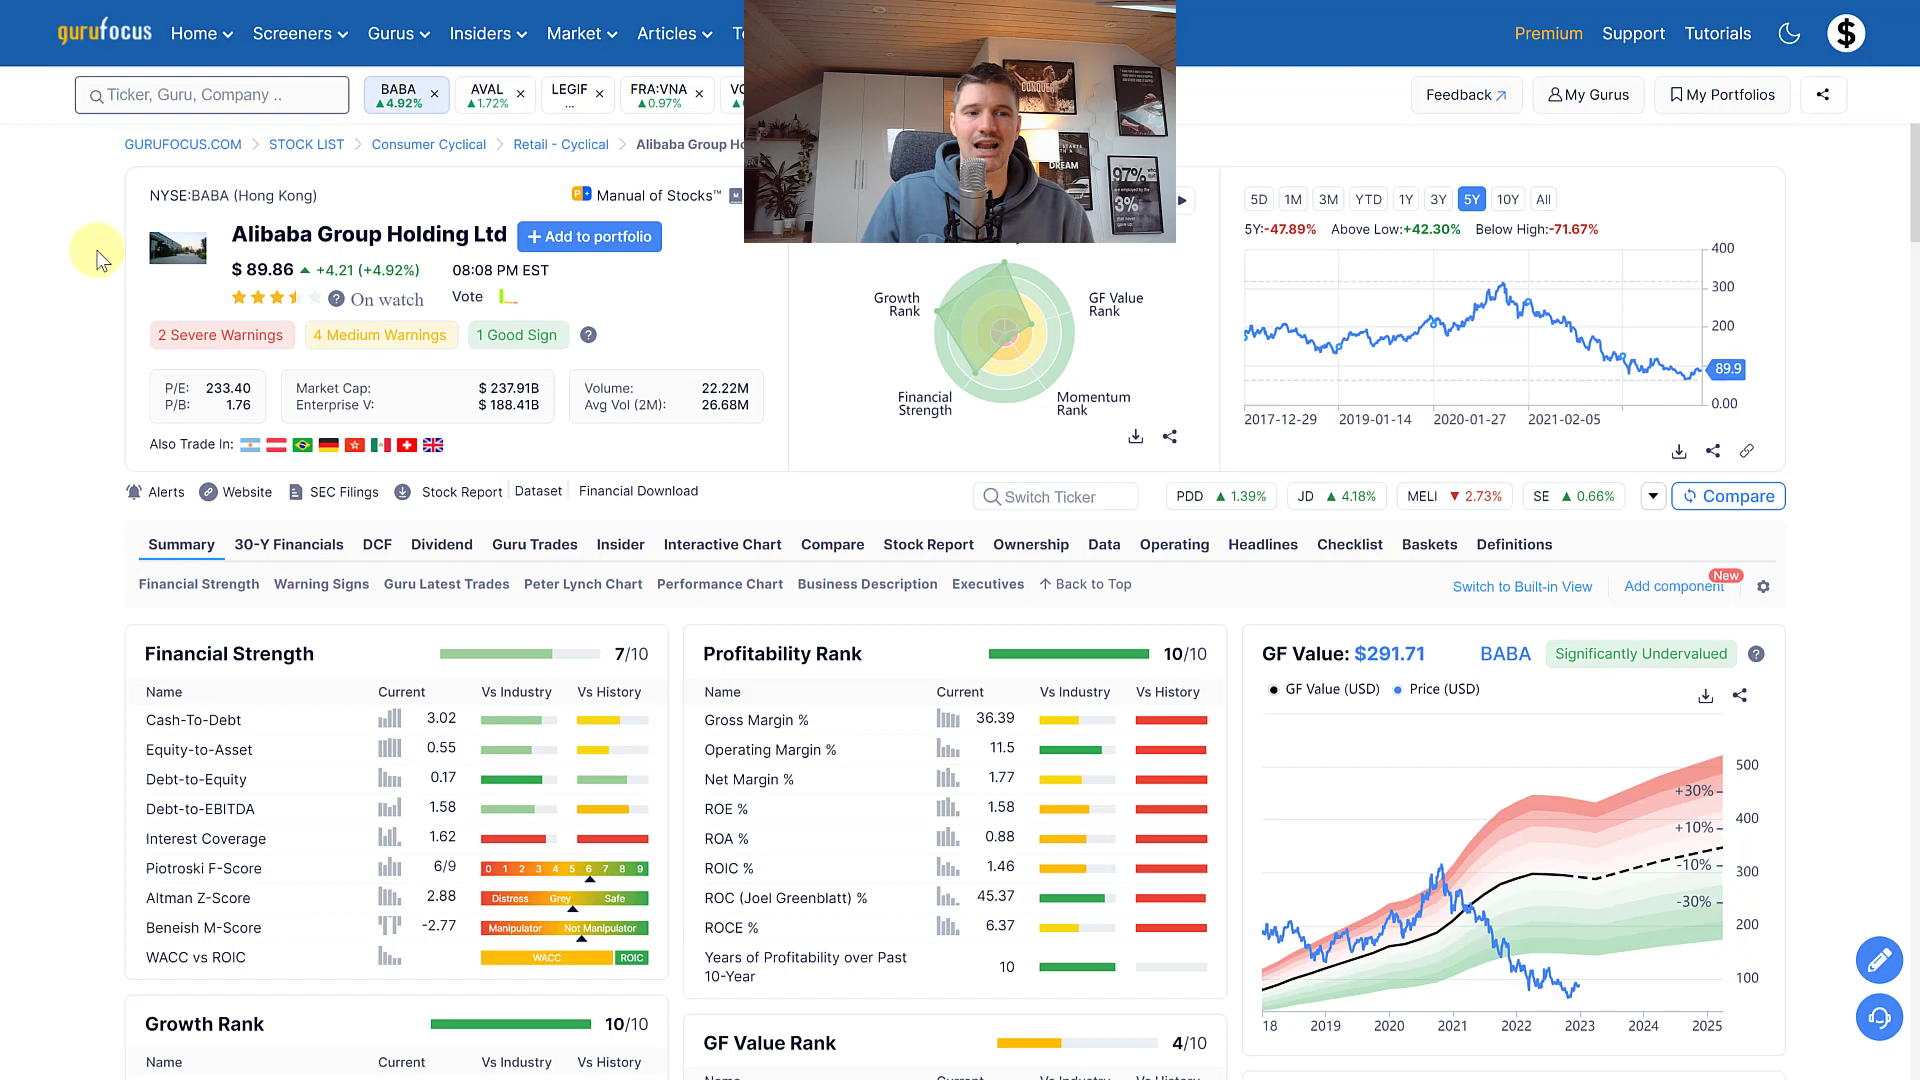 gurufocus
Home
Screeners
Gurus
Insiders
Market
Articles
Premium
Support
Tutorials
$
Ticker, Guru, Company ..
BABA
▲4.92%
AVAL
▲1.72%
LEGIF
...
FRA:VNA
▲0.97%
Feedback
My Gurus
My Portfolios
CONQUER
DREAM
97%
3%
GURUFOCUS.COM > STOCK LIST > Consumer Cyclical > Retail - Cyclical > Alibaba Group Ho
NYSE:BABA (Hong Kong)
Manual of Stocks™
Alibaba Group Holding Ltd
+ Add to portfolio
$ 89.86 ▲ +4.21 (+4.92%) 08:08 PM EST
On watch
Vote
2 Severe Warnings
4 Medium Warnings
1 Good Sign
P/E: 233.40
P/B: 1.76
Market Cap: $ 237.91B
Enterprise V: $ 188.41B
Volume: 22.22M
Avg Vol (2M): 26.68M
Also Trade In:
Growth Rank
GF Value Rank
Financial Strength
Momentum Rank
5D 1M 3M YTD 1Y 3Y 5Y 10Y All
5Y:-47.89% Above Low:+42.30% Below High:-71.67%
400
300
200
89.9
0.00
2017-12-29 2019-01-14 2020-01-27 2021-02-05
Alerts
Website
SEC Filings
Stock Report
Dataset
Financial Download
Switch Ticker
PDD ▲ 1.39%
JD ▲ 4.18%
MELI ▼ 2.73%
SE ▲ 0.66%
Compare
Summary 30-Y Financials DCF Dividend Guru Trades Insider Interactive Chart Compare Stock Report Ownership Data Operating Headlines Checklist Baskets Definitions
Financial Strength Warning Signs Guru Latest Trades Peter Lynch Chart Performance Chart Business Description Executives ↑ Back to Top
Switch to Built-in View
Add component
New
Financial Strength 7/10
Name Current Vs Industry Vs History
Cash-To-Debt 3.02
Equity-to-Asset 0.55
Debt-to-Equity 0.17
Debt-to-EBITDA 1.58
Interest Coverage 1.62
Piotroski F-Score 6/9 0 1 2 3 4 5 6 7 8 9
Altman Z-Score 2.88 Distress Grey Safe
Beneish M-Score -2.77 Manipulator Not Manipulator
WACC vs ROIC WACC ROIC
Growth Rank 10/10
Name Current Vs Industry Vs History
Profitability Rank 10/10
Name Current Vs Industry Vs History
Gross Margin % 36.39
Operating Margin % 11.5
Net Margin % 1.77
ROE % 1.58
ROA % 0.88
ROIC % 1.46
ROC (Joel Greenblatt) % 45.37
ROCE % 6.37
Years of Profitability over Past
10-Year 10
GF Value Rank 4/10
GF Value: $291.71 BABA Significantly Undervalued
GF Value (USD) Price (USD)
500
+30%
400
+10%
-10%
300
-30%
200
100
18 2019 2020 2021 2022 2023 2024 2025